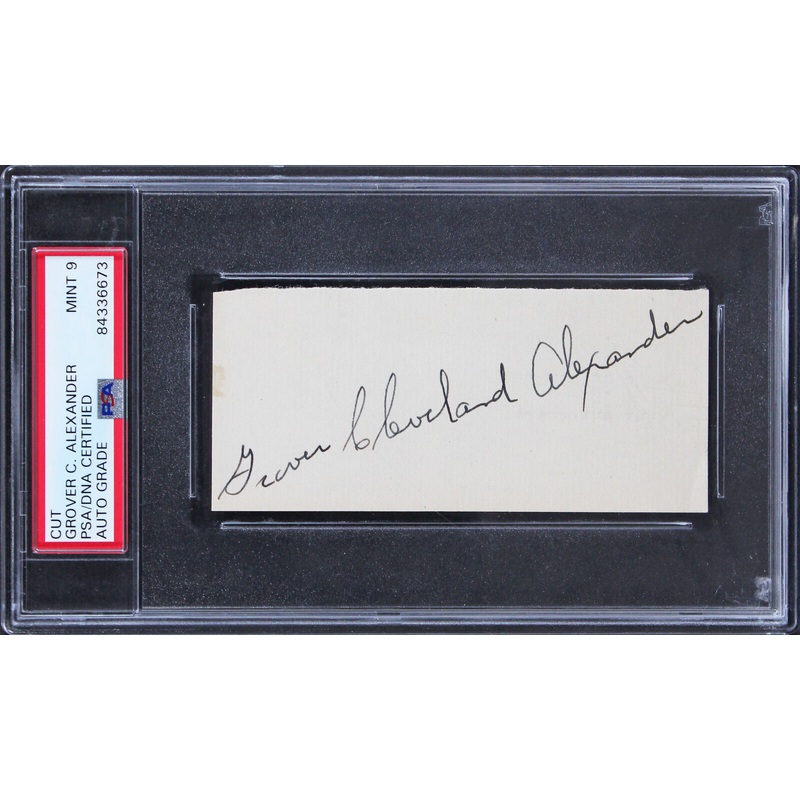 CUT
GROVER C. ALEXANDER
PSA/DNA CERTIFIED
AUTO GRADE
MINT 9
84336673
PSA
Grover Cleveland Alexander